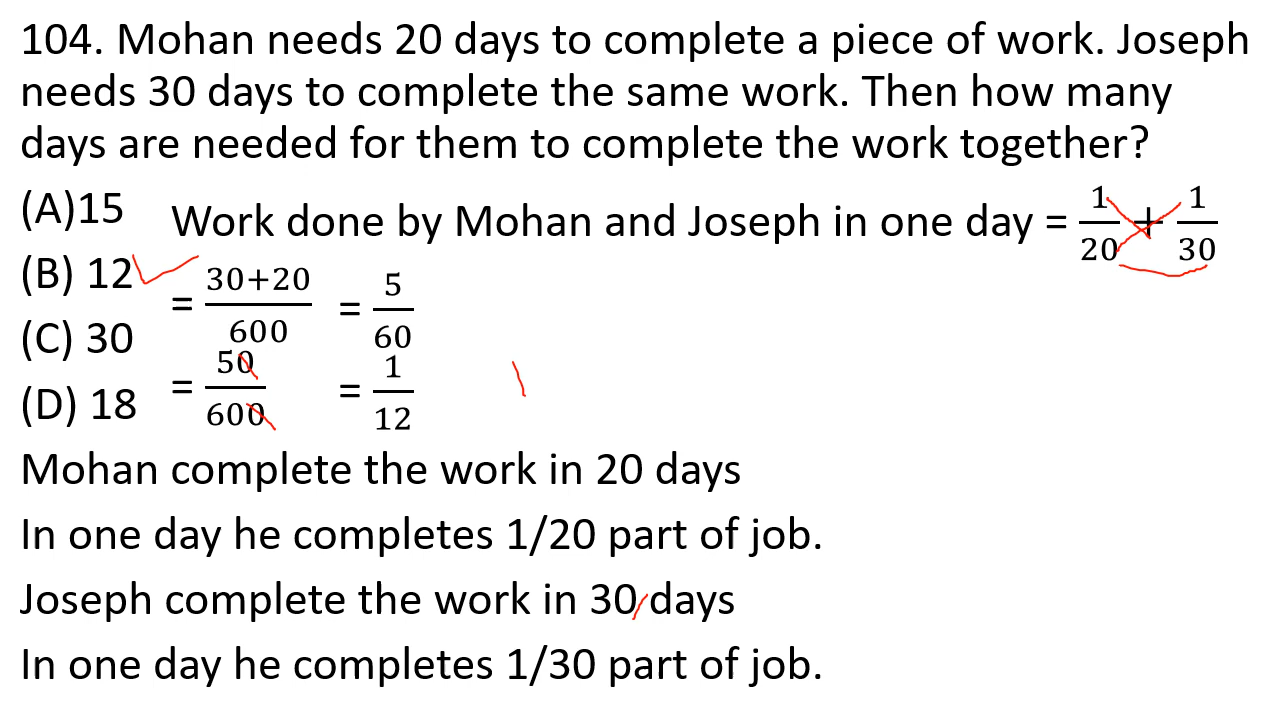 104. Mohan needs 20 days to complete a piece of work. Joseph
needs 30 days to complete the same work. Then how many
days are needed for them to complete the work together?
(A)15
Work done by Mohan and Joseph in one day = 1/20 + 1/30
(B) 12
= 30+20/600 = 5/60
(C) 30
= 50/600 = 1/12
(D) 18
Mohan complete the work in 20 days
In one day he completes 1/20 part of job.
Joseph complete the work in 30 days
In one day he completes 1/30 part of job.